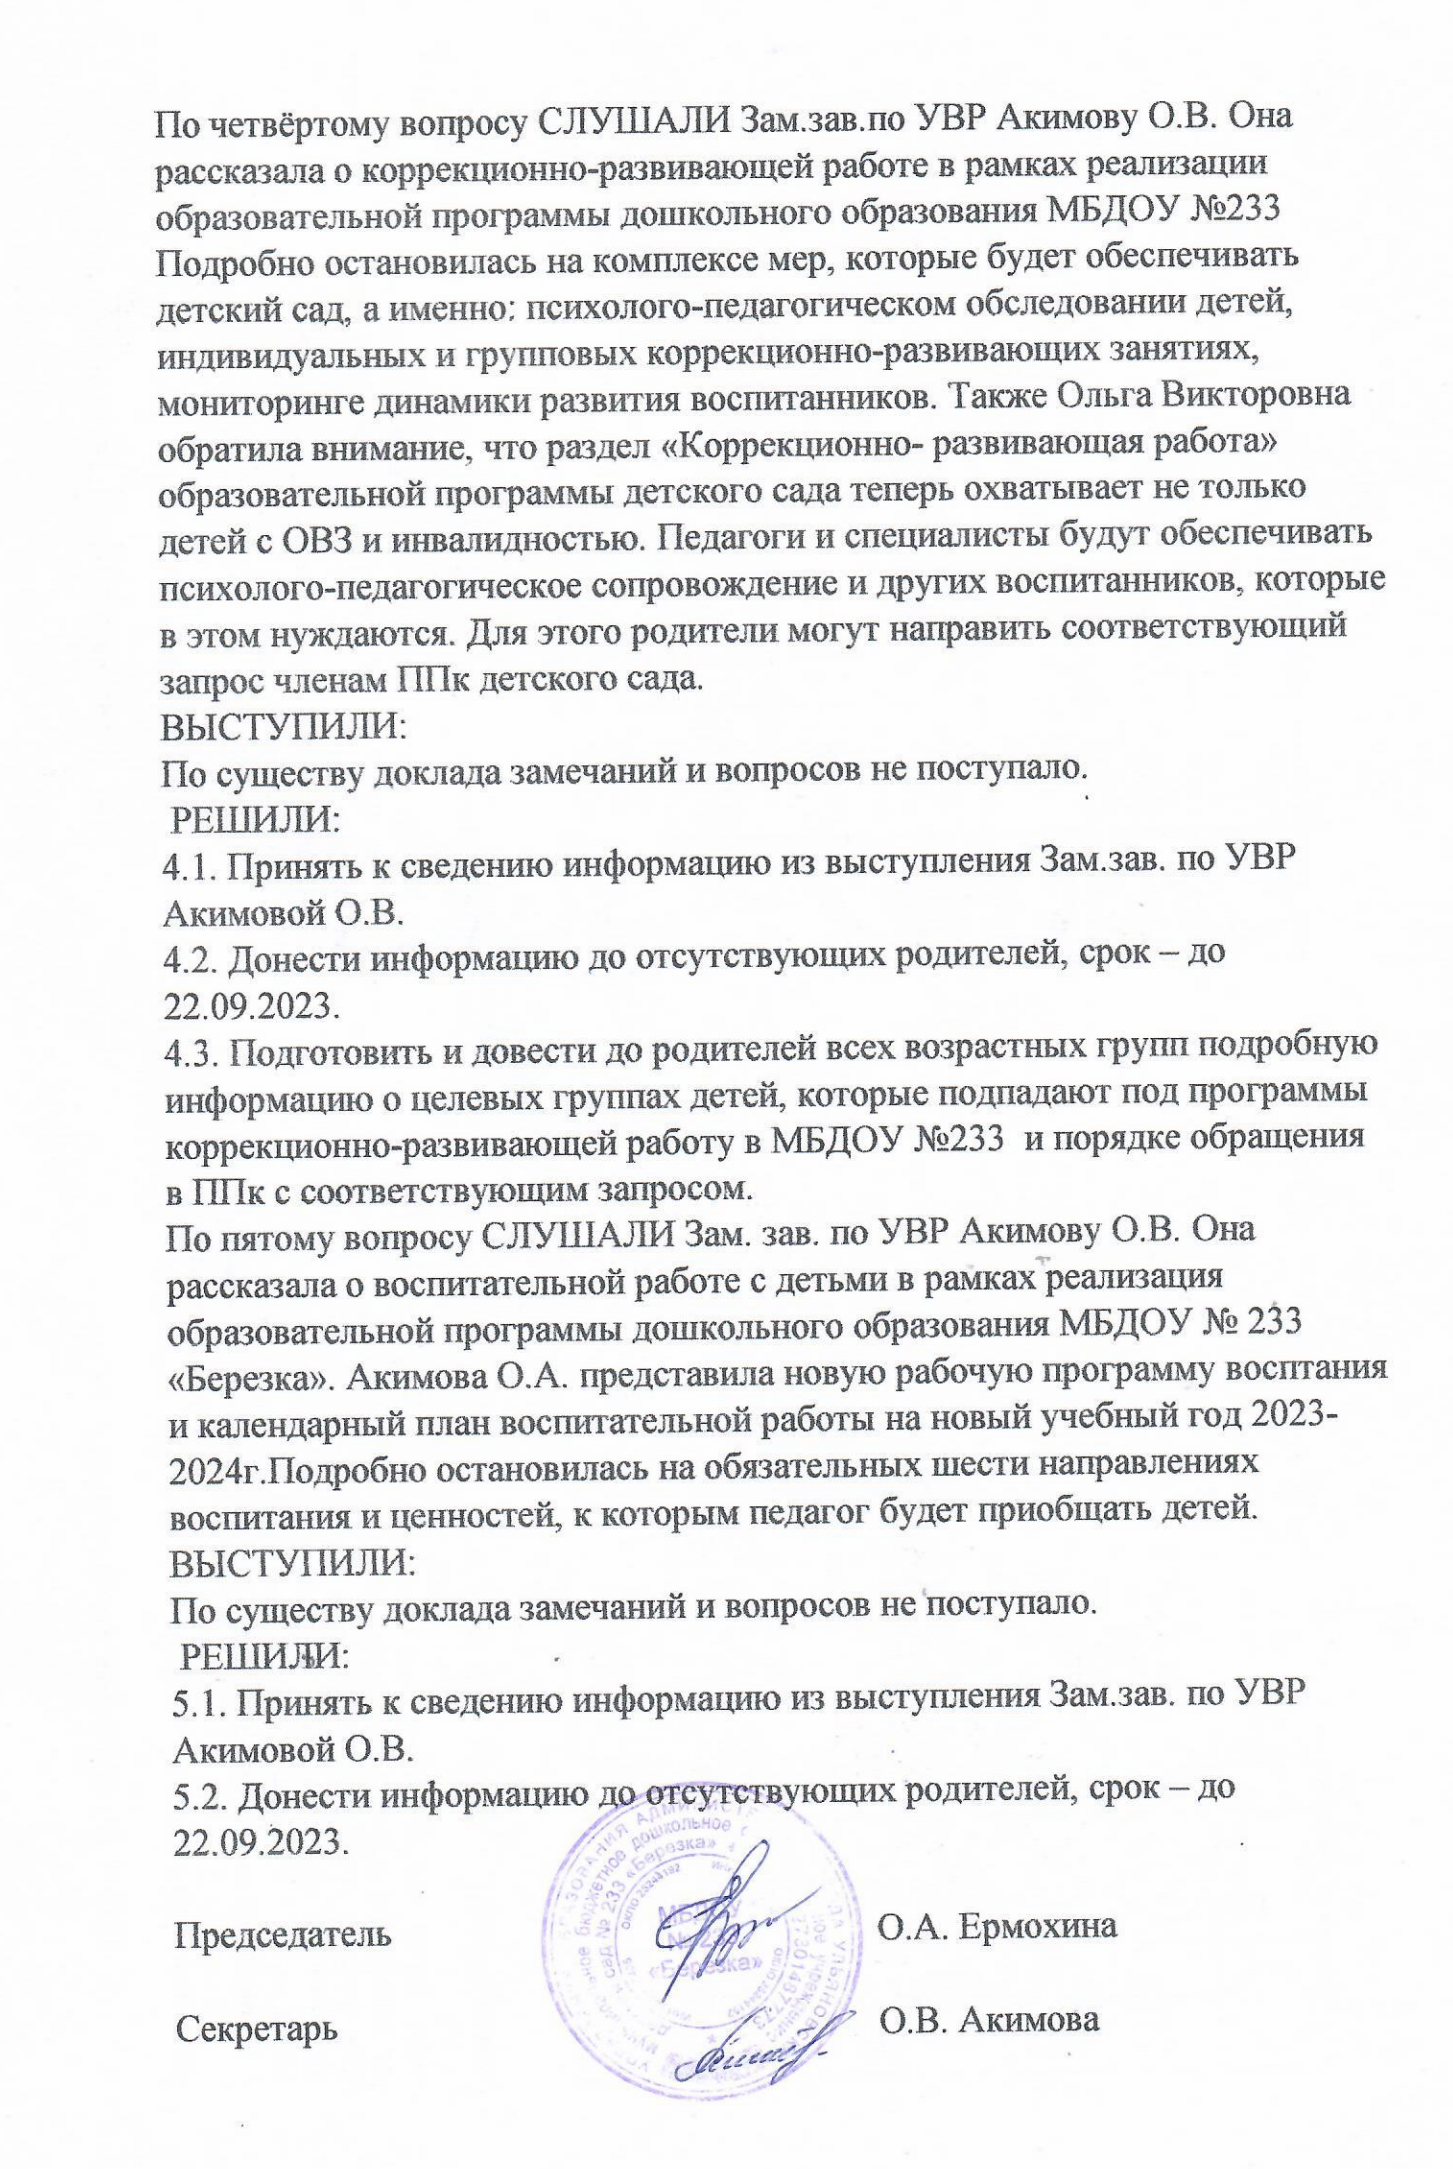 По четвёртому вопросу СЛУШАЛИ Зам.зав.по УВР Акимову О.В. Она
рассказала о коррекционно-развивающей работе в рамках реализации
образовательной программы дошкольного образования МБДОУ №233
Подробно остановилась на комплексе мер, которые будет обеспечивать
детский сад, а именно: психолого-педагогическом обследовании детей,
индивидуальных и групповых коррекционно-развивающих занятиях,
мониторинге динамики развития воспитанников. Также Ольга Викторовна
обратила внимание, что раздел «Коррекционно- развивающая работа»
образовательной программы детского сада теперь охватывает не только
детей с ОВЗ и инвалидностью. Педагоги и специалисты будут обеспечивать
психолого-педагогическое сопровождение и других воспитанников, которые
в этом нуждаются. Для этого родители могут направить соответствующий
запрос членам ППк детского сада.
ВЫСТУПИЛИ:
По существу доклада замечаний и вопросов не поступало.
РЕШИЛИ:
4.1. Принять к сведению информацию из выступления Зам.зав. по УВР
Акимовой О.В.
4.2. Донести информацию до отсутствующих родителей, срок – до
22.09.2023.
4.3. Подготовить и довести до родителей всех возрастных групп подробную
информацию о целевых группах детей, которые подпадают под программы
коррекционно-развивающей работу в МБДОУ №233 и порядке обращения
в ППк с соответствующим запросом.
По пятому вопросу СЛУШАЛИ Зам. зав. по УВР Акимову О.В. Она
рассказала о воспитательной работе с детьми в рамках реализация
образовательной программы дошкольного образования МБДОУ № 233
«Березка». Акимова О.А. представила новую рабочую программу восптания
и календарный план воспитательной работы на новый учебный год 2023-
2024г.Подробно остановилась на обязательных шести направлениях
воспитания и ценностей, к которым педагог будет приобщать детей.
ВЫСТУПИЛИ:
По существу доклада замечаний и вопросов не поступало.
РЕШИЛИ:
5.1. Принять к сведению информацию из выступления Зам.зав. по УВР
Акимовой О.В.
5.2. Донести информацию до отсутствующих родителей, срок – до
22.09.2023.
Председатель О.А. Ермохина
Секретарь О.В. Акимова
бюджетное дошкольное
сад № 233 «Березка»
МБДОУ
«Березка»